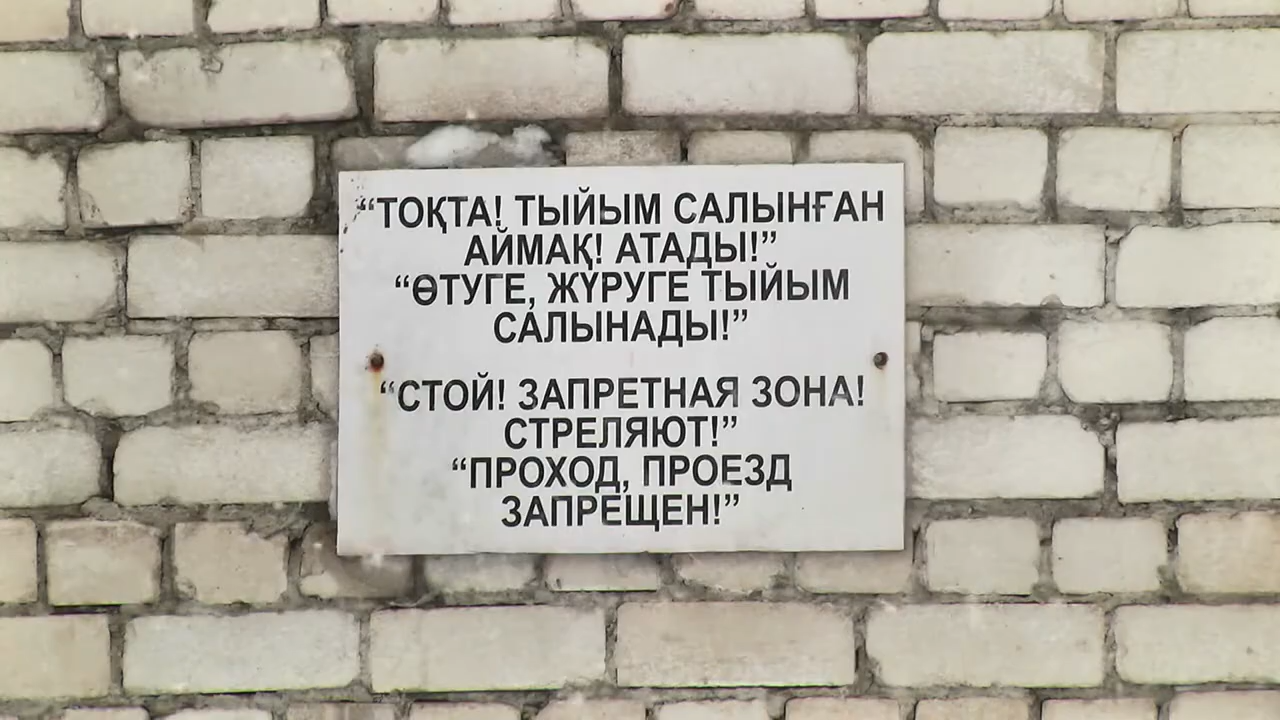 “ТОҚТА! ТЫЙЫМ САЛЫНҒАН
АЙМАҚ! АТАДЫ!”
“ӨТУГЕ, ЖҮРУГЕ ТЫЙЫМ
САЛЫНАДЫ!”
“СТОЙ! ЗАПРЕТНАЯ ЗОНА!
СТРЕЛЯЮТ!”
“ПРОХОД, ПРОЕЗД
ЗАПРЕЩЕН!”